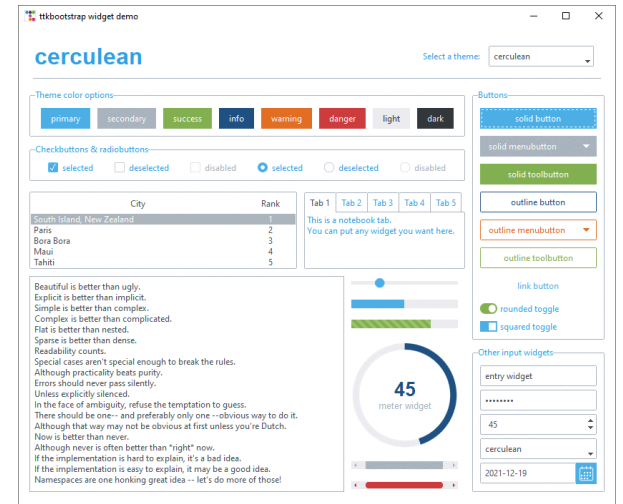 ttkbootstrap widget demo
cerculean
Select a theme:
cerculean
Theme color options
primary
secondary
success
info
warning
danger
light
dark
Checkbuttons & radiobuttons
selected
deselected
disabled
selected
deselected
disabled
City Rank
South Island, New Zealand 1
Paris 2
Bora Bora 3
Maui 4
Tahiti 5
Tab 1
Tab 2
Tab 3
Tab 4
Tab 5
This is a notebook tab.
You can put any widget you want here.
Beautiful is better than ugly.
Explicit is better than implicit.
Simple is better than complex.
Complex is better than complicated.
Flat is better than nested.
Sparse is better than dense.
Readability counts.
Special cases aren't special enough to break the rules.
Although practicality beats purity.
Errors should never pass silently.
Unless explicitly silenced.
In the face of ambiguity, refuse the temptation to guess.
There should be one-- and preferably only one --obvious way to do it.
Although that way may not be obvious at first unless you're Dutch.
Now is better than never.
Although never is often better than *right* now.
If the implementation is hard to explain, it's a bad idea.
If the implementation is easy to explain, it may be a good idea.
Namespaces are one honking great idea -- let's do more of those!
45
meter widget
Buttons
solid button
solid menubutton
solid toolbutton
outline button
outline menubutton
outline toolbutton
link button
rounded toggle
squared toggle
Other input widgets
entry widget
••••••••
45
cerculean
2021-12-19